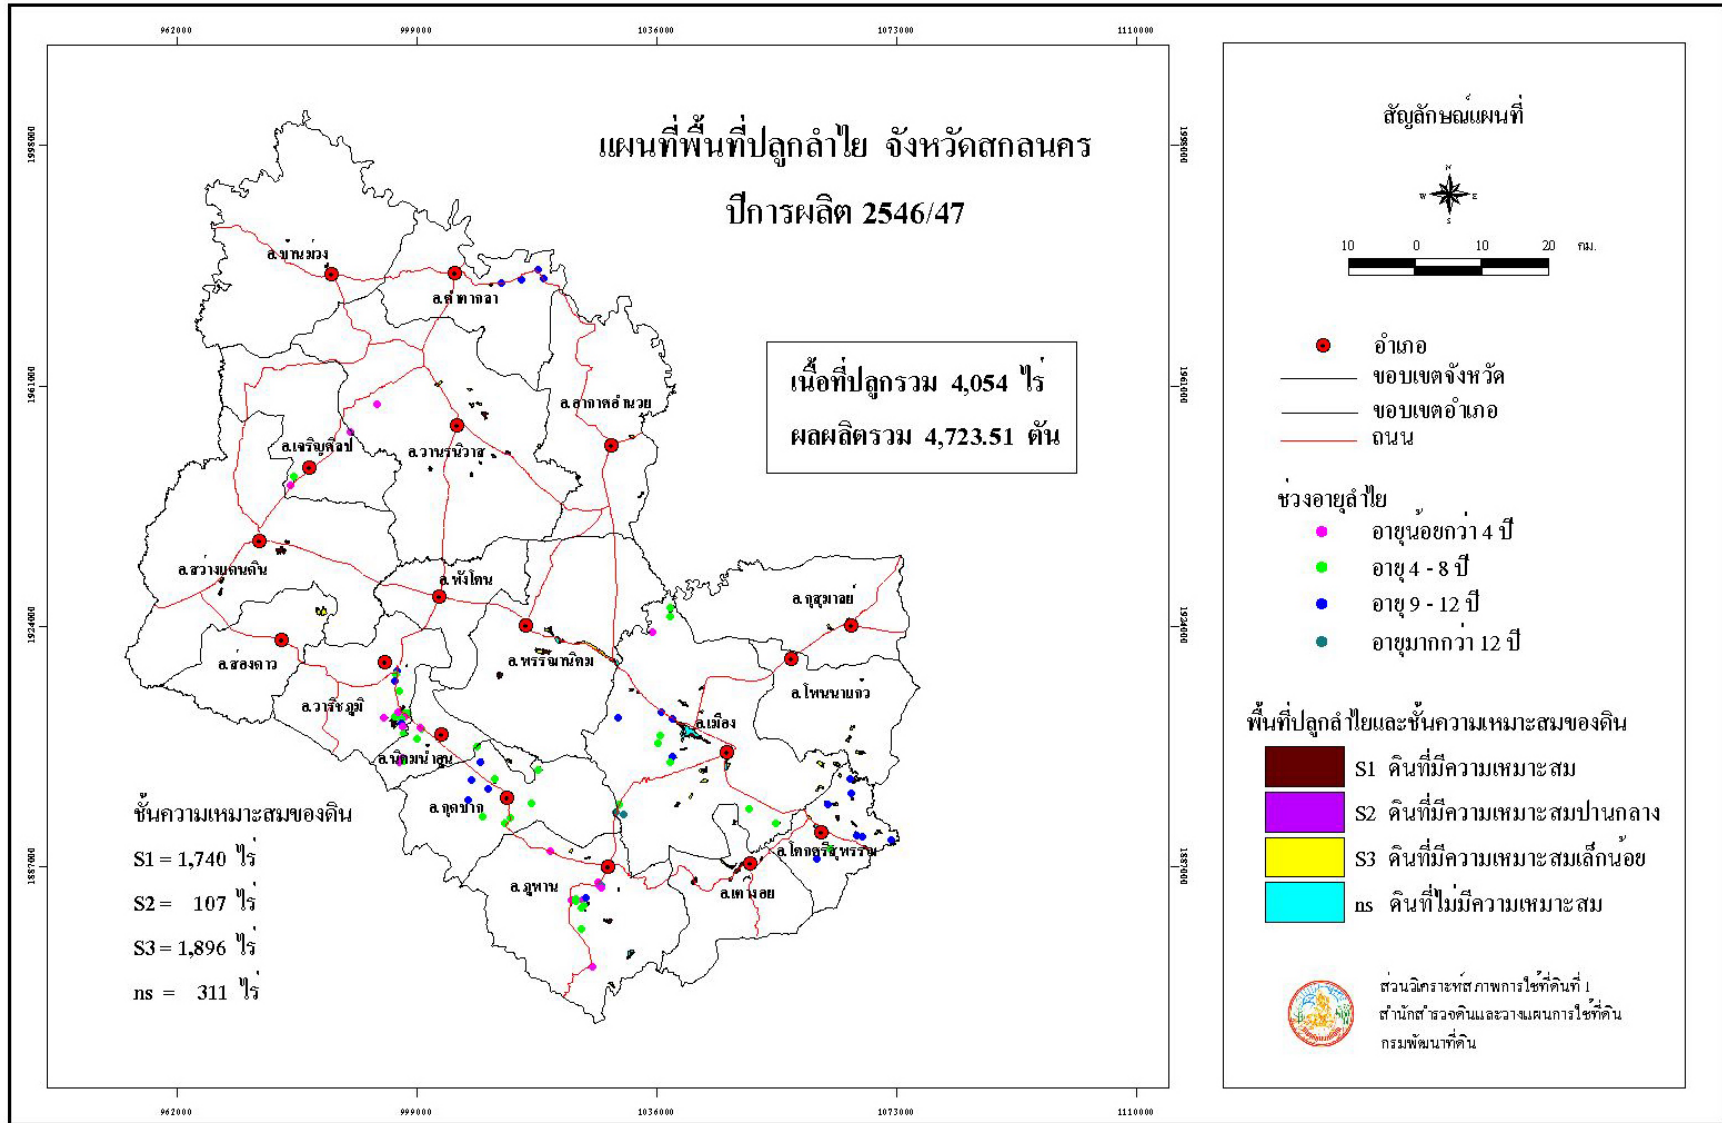 962000
999000
1036000
1073000
1110000
1998000
1998000
แผนที่พื้นที่ปลูกลำไย จังหวัดสกลนคร
ปีการผลิต 2546/47
อ.บ้านม่วง
อ.คำตากลา
1961000
1961000
เนื้อที่ปลูกรวม 4,054 ไร่
ผลผลิตรวม 4,723.51 ตัน
อ.อากาศอำนวย
อ.เจริญศิลป์
อ.วานรนิวาส
อ.สว่างแดนดิน
อ.พังโคน
อ.กุสุมาลย์
1924000
1924000
อ.ส่องดาว
อ.พรรณานิคม
อ.โพนนาแก้ว
อ.วาริชภูมิ
อ.เมือง
อ.นิคมน้ำอูน
อ.กุดบาก
อ.โคกศรีสุพรรณ
อ.ภูพาน
อ.เต่างอย
1887000
1887000
ชั้นความเหมาะสมของดิน
S1 = 1,740 ไร่
S2 = 107 ไร่
S3 = 1,896 ไร่
ns = 311 ไร่
962000
999000
1036000
1073000
1110000
สัญลักษณ์แผนที่
N
W E
S
10 0 10 20 กม.
อำเภอ
ขอบเขตจังหวัด
ขอบเขตอำเภอ
ถนน
ช่วงอายุลำไย
อายุน้อยกว่า 4 ปี
อายุ 4 - 8 ปี
อายุ 9 - 12 ปี
อายุมากกว่า 12 ปี
พื้นที่ปลูกลำไยและชั้นความเหมาะสมของดิน
S1 ดินที่มีความเหมาะสม
S2 ดินที่มีความเหมาะสมปานกลาง
S3 ดินที่มีความเหมาะสมเล็กน้อย
ns ดินที่ไม่มีความเหมาะสม
ส่วนวิเคราะห์สภาพการใช้ที่ดินที่ 1
สำนักสำรวจดินและวางแผนการใช้ที่ดิน
กรมพัฒนาที่ดิน